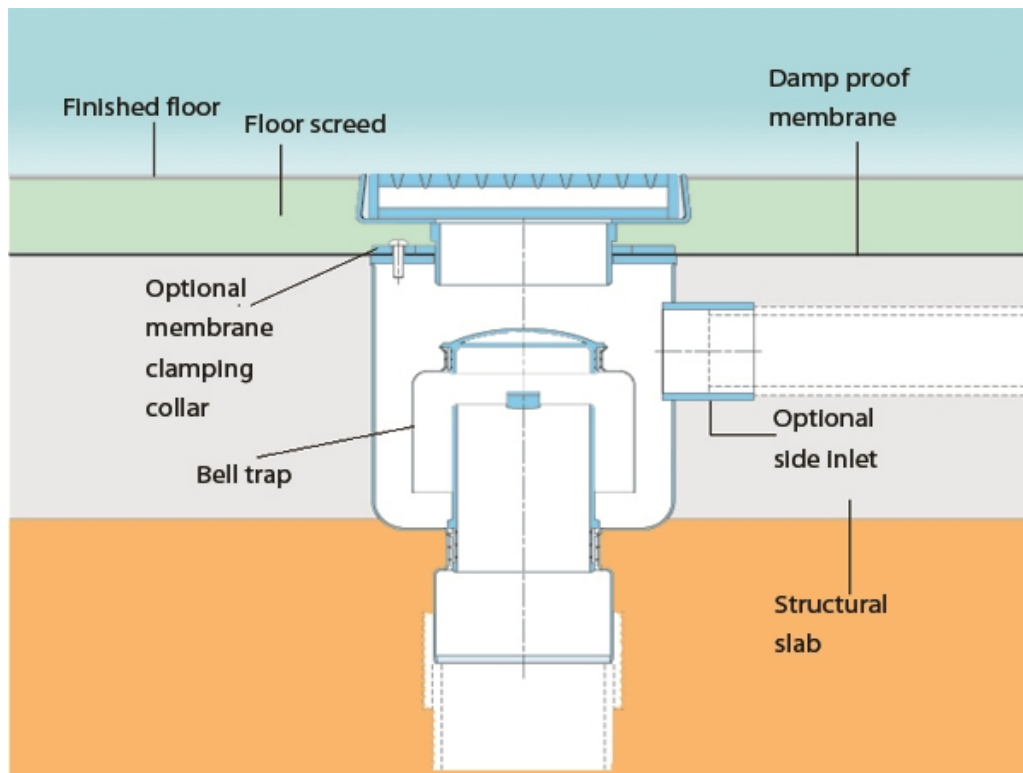 Finished floor
Floor screed
Damp proof
membrane
Optional
membrane
clamping
collar
Bell trap
Optional
side inlet
Structural
slab